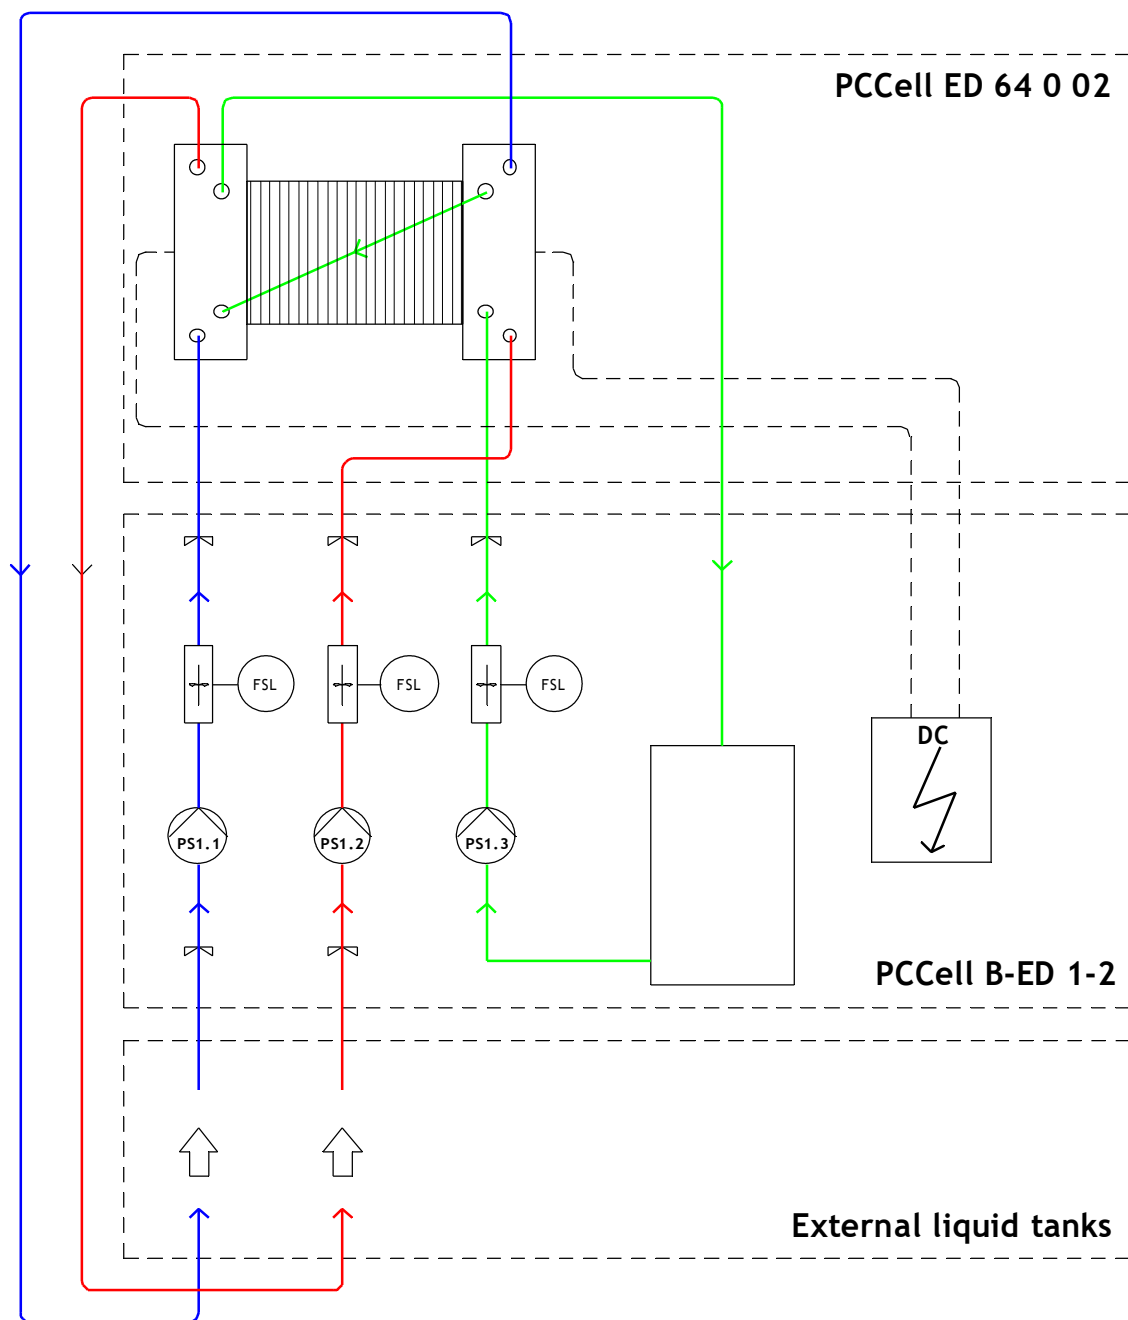 PCCell ED 64 0 02
FSL
FSL
FSL
DC
PS1.1
PS1.2
PS1.3
PCCell B-ED 1-2
External liquid tanks